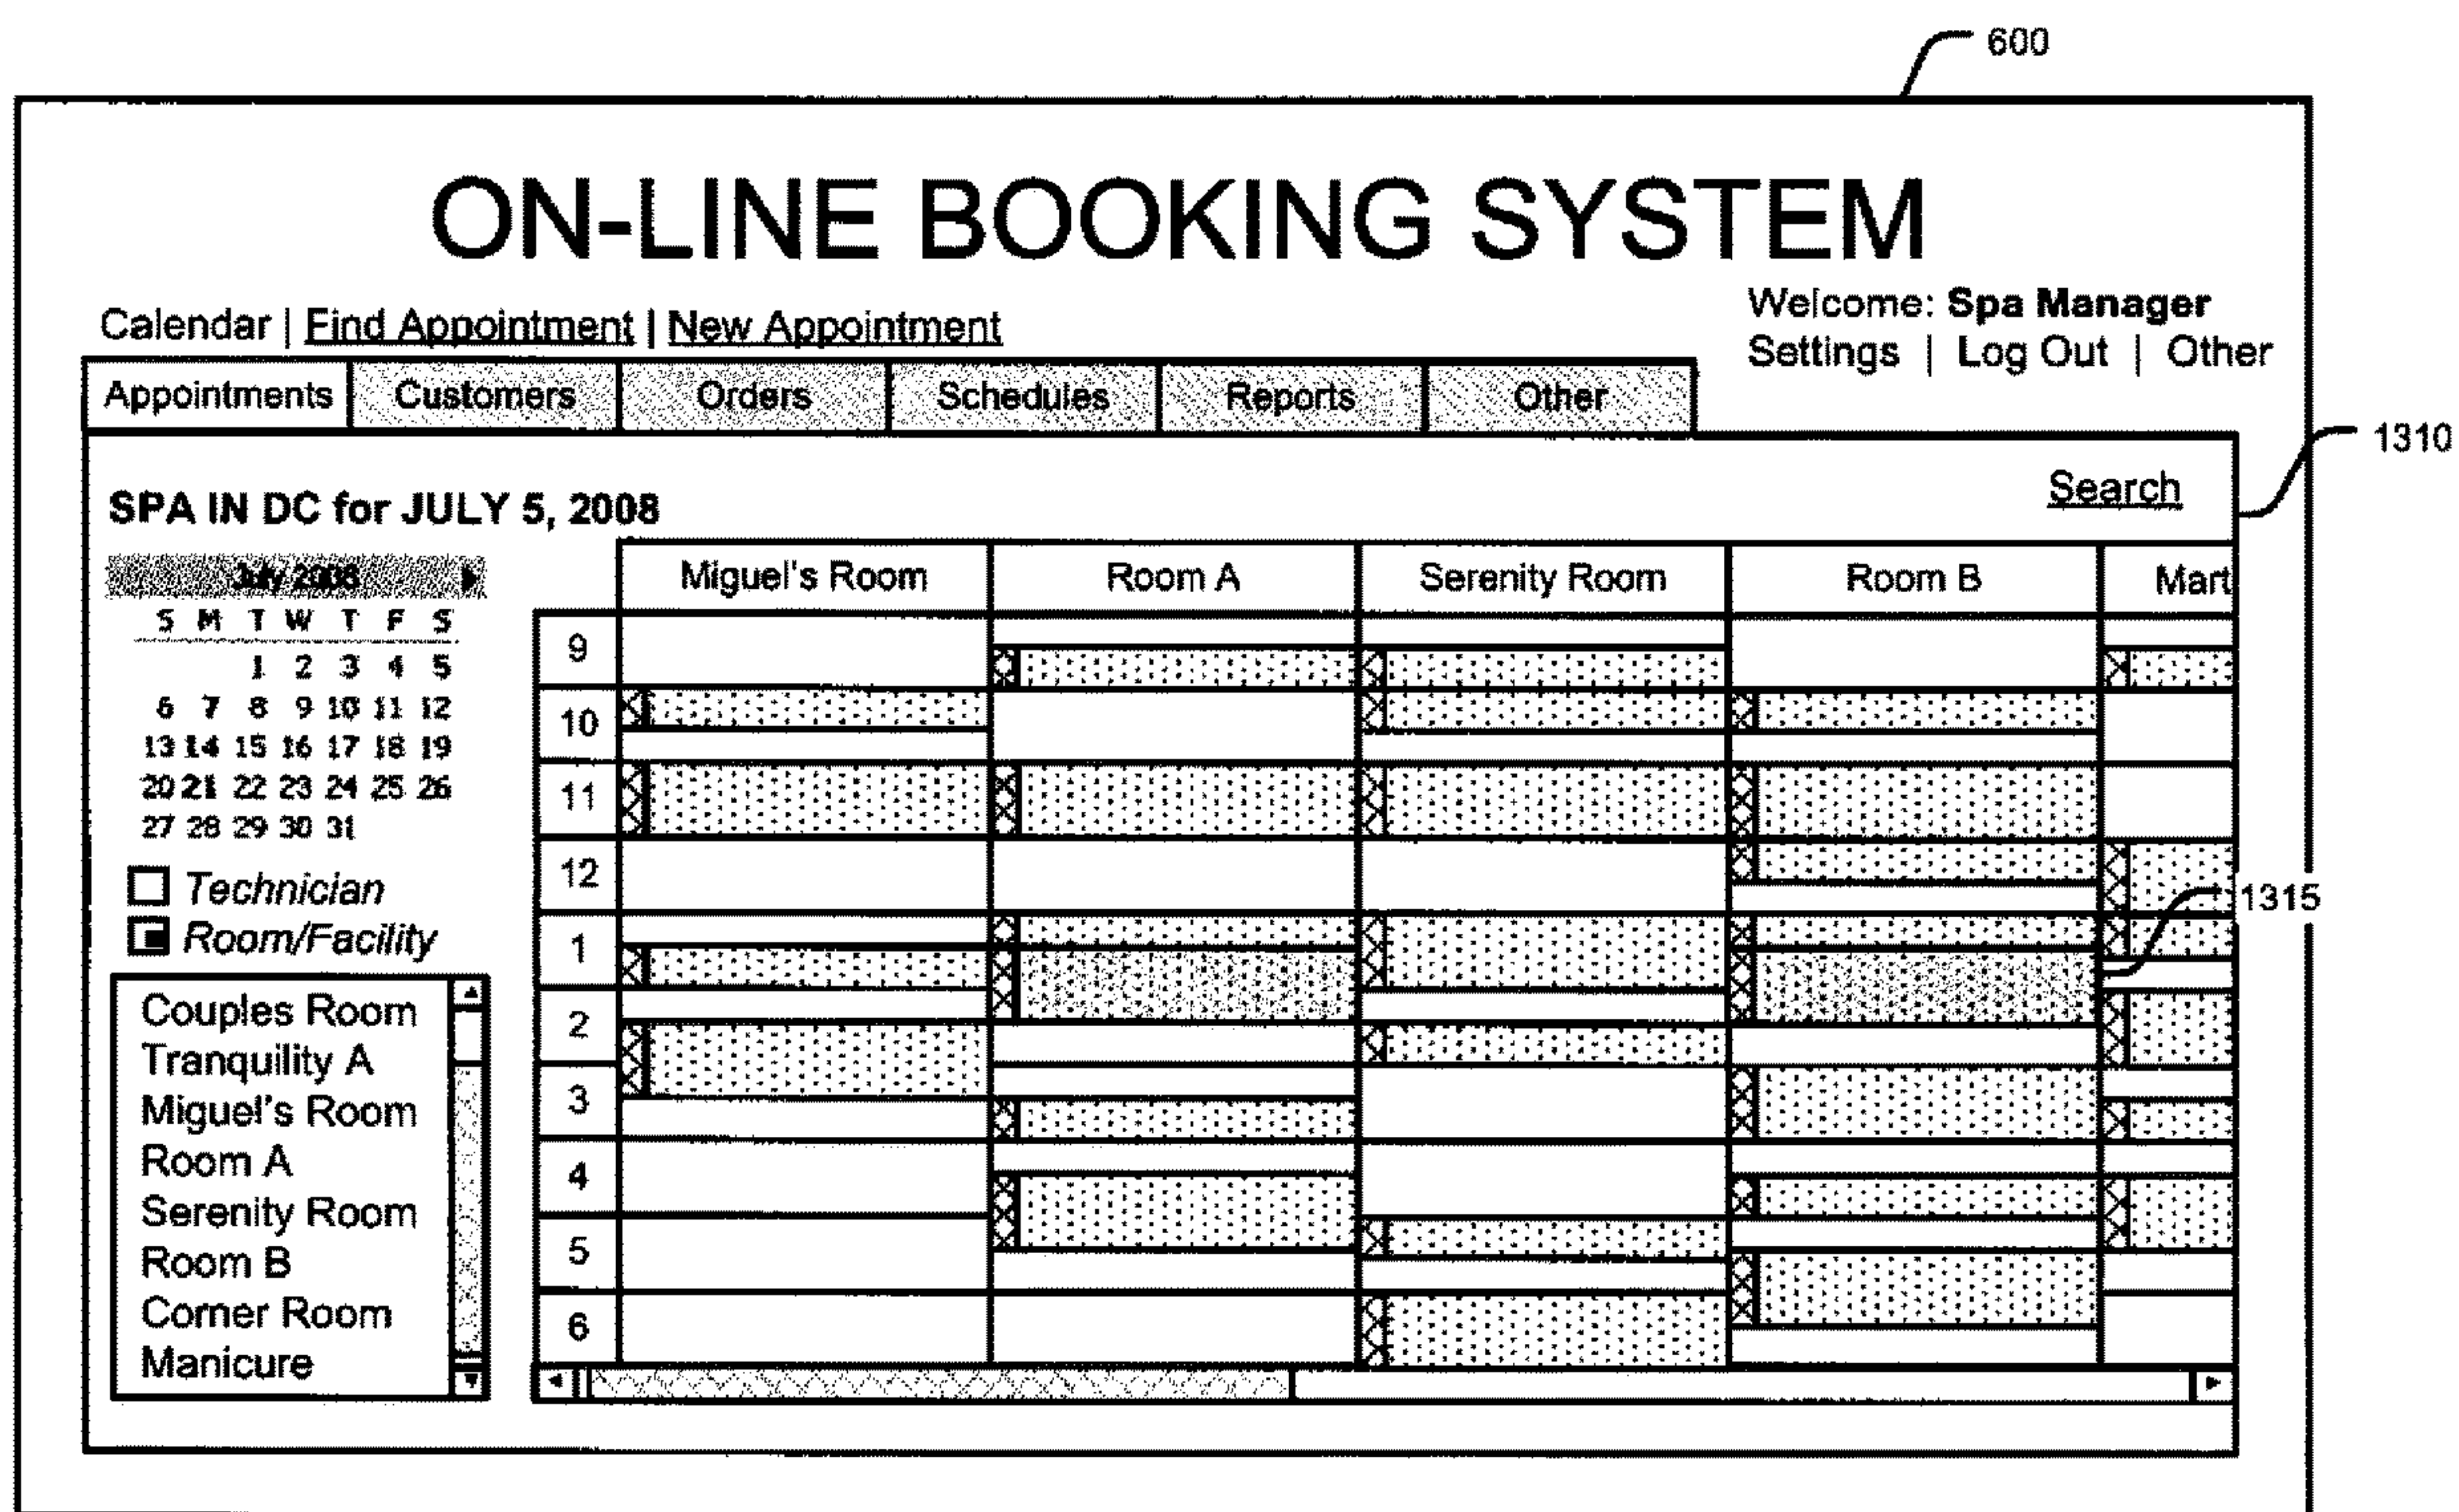 600
ON-LINE BOOKING SYSTEM
Calendar | Find Appointment | New Appointment
Welcome: Spa Manager
Settings | Log Out | Other
Appointments Customers Orders Schedules Reports Other
1310
Search
SPA IN DC for JULY 5, 2008
July 2008
S M T W T F S
1 2 3 4 5
6 7 8 9 10 11 12
13 14 15 16 17 18 19
20 21 22 23 24 25 26
27 28 29 30 31
Technician
Room/Facility
Couples Room
Tranquility A
Miguel's Room
Room A
Serenity Room
Room B
Corner Room
Manicure
Miguel's Room Room A Serenity Room Room B Mart
9
10
11
12
1
2
3
4
5
6
1315